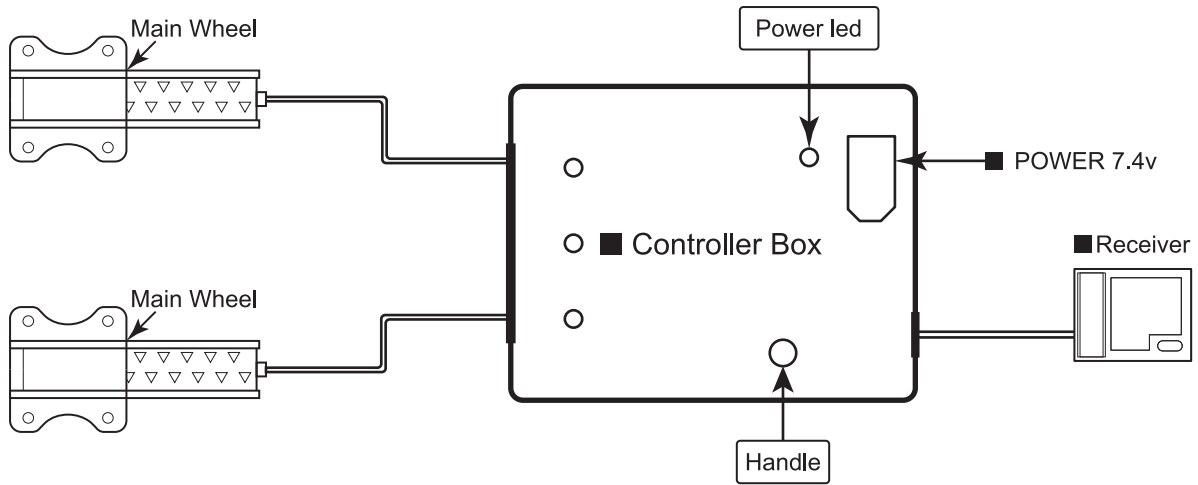 Main Wheel
Power led
■ POWER 7.4v
■ Controller Box
■ Receiver
Main Wheel
Handle